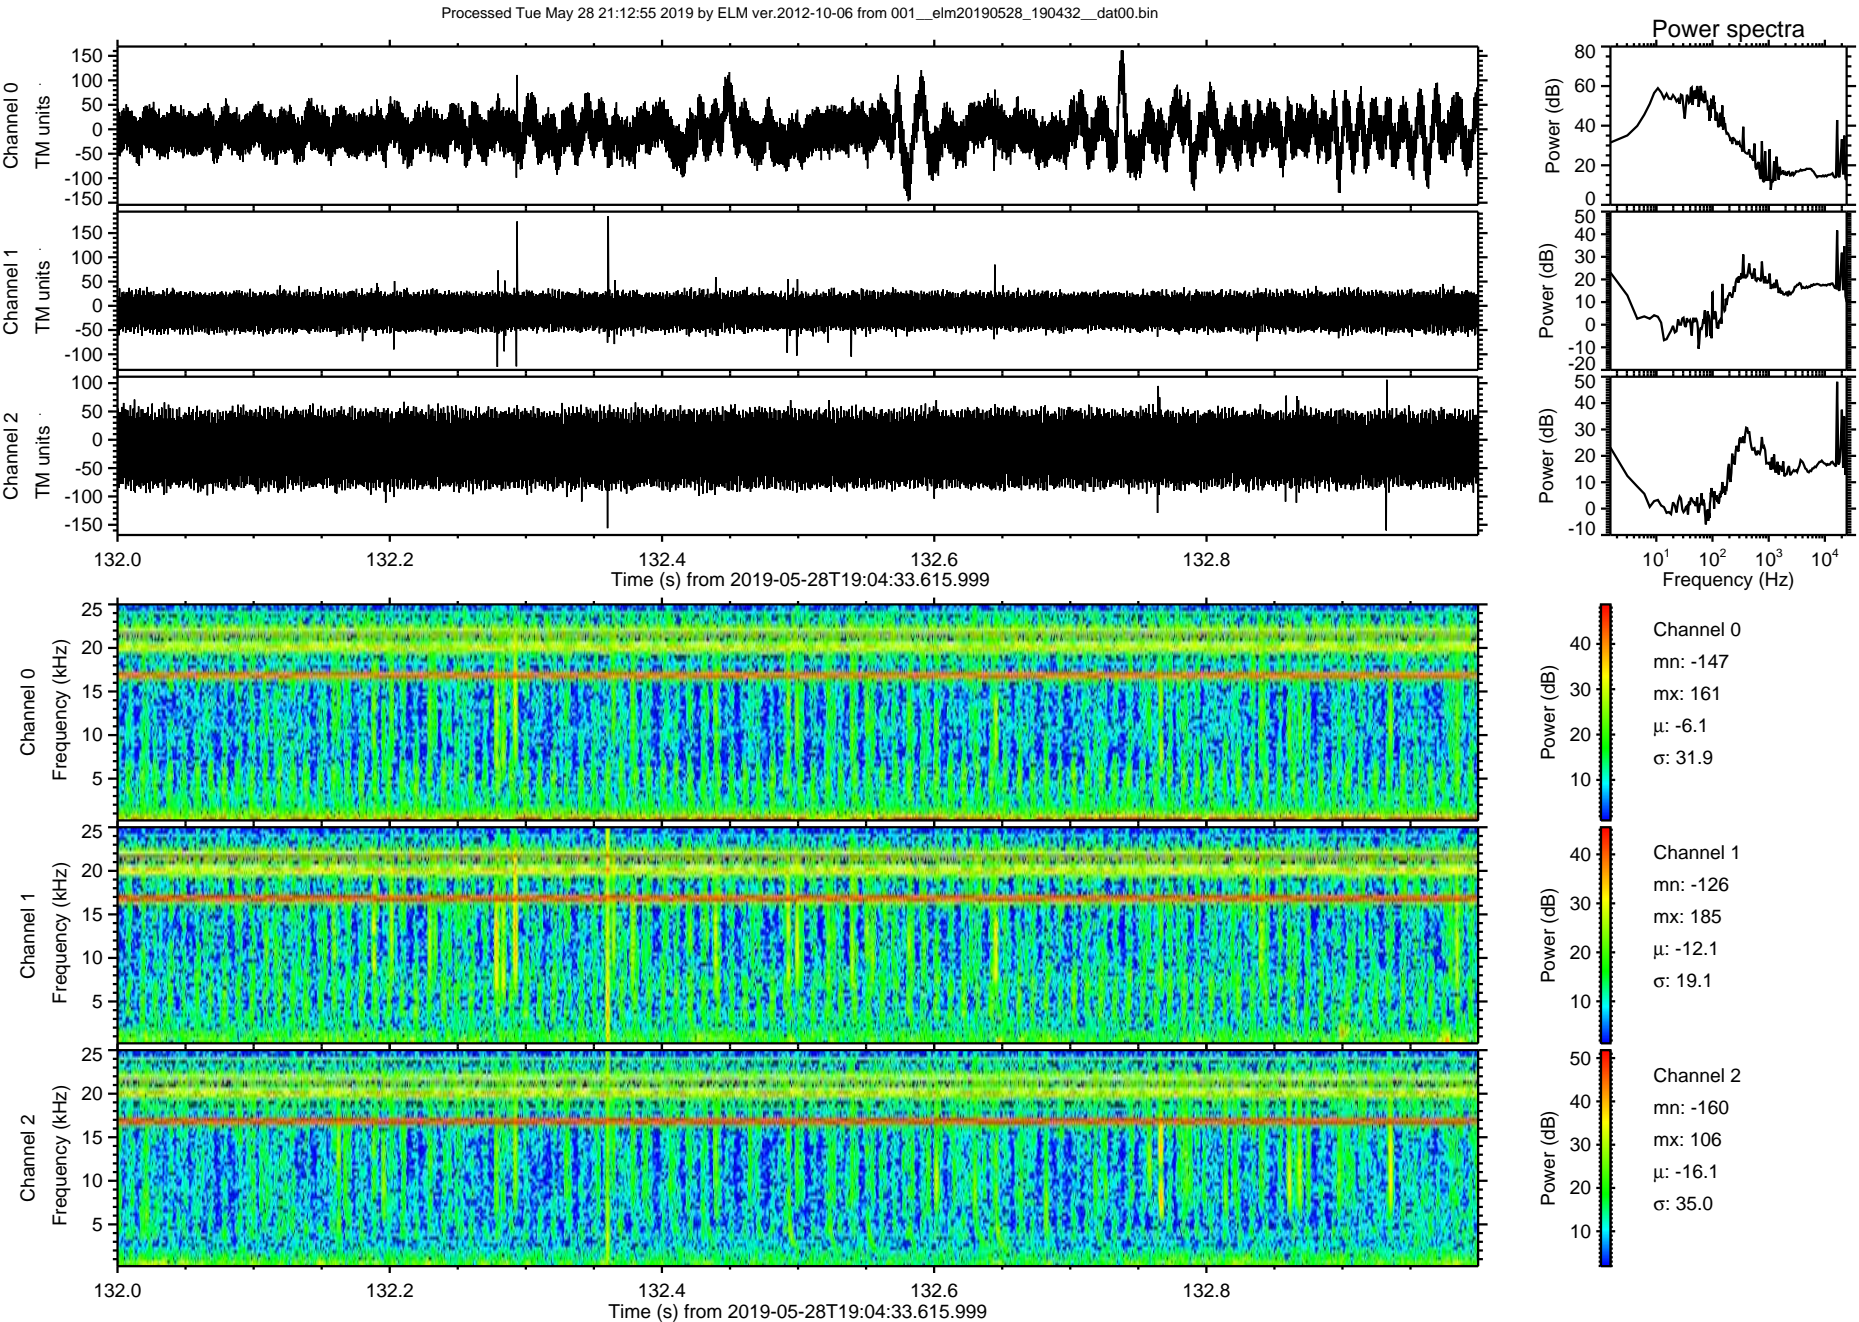 Processed Tue May 28 21:12:55 2019 by ELM ver.2012-10-06 from 001__elm20190528_190432__dat00.bin
Power spectra
Channel 0
TM units
150
100
50
0
-50
-100
-150
Power (dB)
80
60
40
20
0
Channel 1
TM units
150
100
50
0
-50
-100
Power (dB)
50
40
30
20
10
0
-10
-20
Channel 2
TM units
100
50
0
-50
-100
-150
Power (dB)
50
40
30
20
10
0
-10
132.0 132.2 132.4 132.6 132.8
Time (s) from 2019-05-28T19:04:33.615.999
10¹ 10² 10³ 10⁴
Frequency (Hz)
Channel 0
Frequency (kHz)
25
20
15
10
5
Power (dB)
40
30
20
10
Channel 0
mn: -147
mx: 161
μ: -6.1
σ: 31.9
Channel 1
Frequency (kHz)
25
20
15
10
5
Power (dB)
40
30
20
10
Channel 1
mn: -126
mx: 185
μ: -12.1
σ: 19.1
Channel 2
Frequency (kHz)
25
20
15
10
5
Power (dB)
50
40
30
20
10
Channel 2
mn: -160
mx: 106
μ: -16.1
σ: 35.0
132.0 132.2 132.4 132.6 132.8
Time (s) from 2019-05-28T19:04:33.615.999